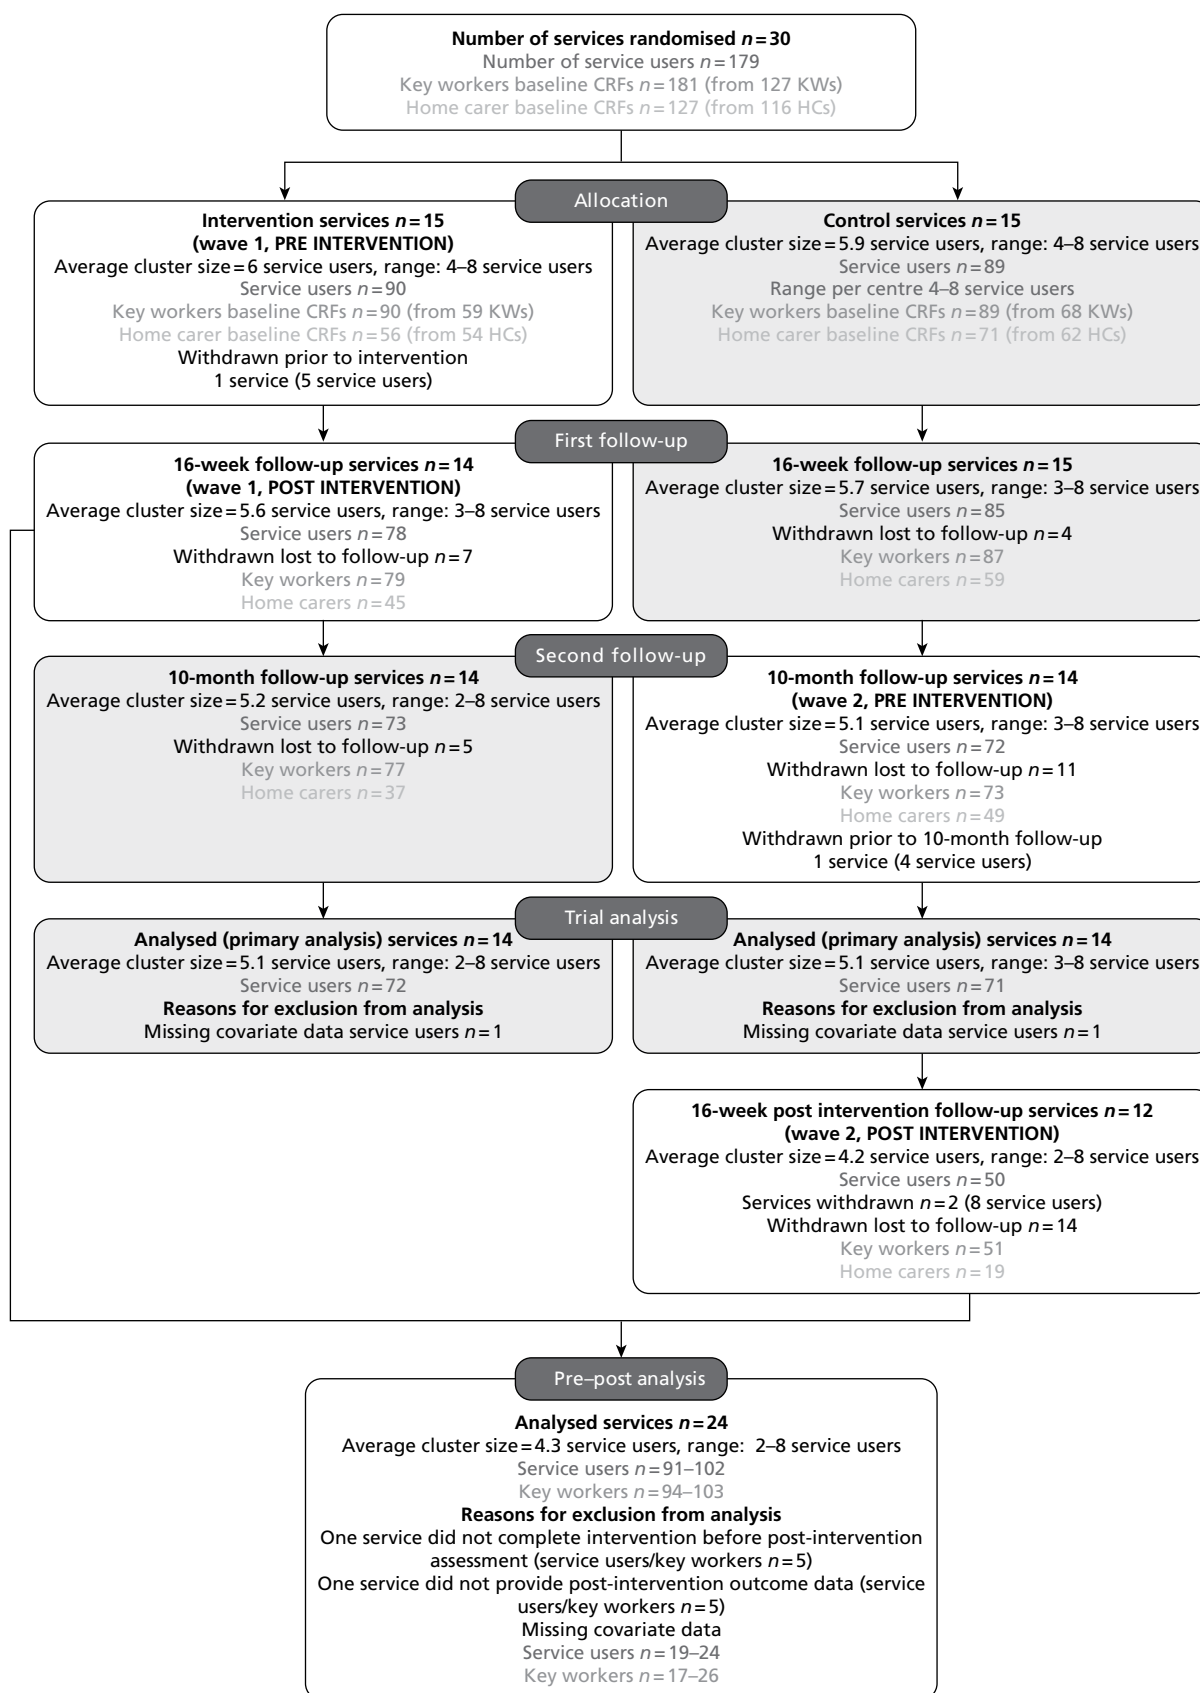 Number of services randomised n=30
Number of service users n=179
Key workers baseline CRFs n=181 (from 127 KWs)
Home carer baseline CRFs n=127 (from 116 HCs)
Allocation
Intervention services n=15
(wave 1, PRE INTERVENTION)
Average cluster size=6 service users, range: 4–8 service users
Service users n=90
Key workers baseline CRFs n=90 (from 59 KWs)
Home carer baseline CRFs n=56 (from 54 HCs)
Withdrawn prior to intervention
1 service (5 service users)
Control services n=15
Average cluster size=5.9 service users, range: 4–8 service users
Service users n=89
Range per centre 4–8 service users
Key workers baseline CRFs n=89 (from 68 KWs)
Home carer baseline CRFs n=71 (from 62 HCs)
First follow-up
16-week follow-up services n=14
(wave 1, POST INTERVENTION)
Average cluster size=5.6 service users, range: 3–8 service users
Service users n=78
Withdrawn lost to follow-up n=7
Key workers n=79
Home carers n=45
16-week follow-up services n=15
Average cluster size=5.7 service users, range: 3–8 service users
Service users n=85
Withdrawn lost to follow-up n=4
Key workers n=87
Home carers n=59
Second follow-up
10-month follow-up services n=14
Average cluster size=5.2 service users, range: 2–8 service users
Service users n=73
Withdrawn lost to follow-up n=5
Key workers n=77
Home carers n=37
10-month follow-up services n=14
(wave 2, PRE INTERVENTION)
Average cluster size=5.1 service users, range: 3–8 service users
Service users n=72
Withdrawn lost to follow-up n=11
Key workers n=73
Home carers n=49
Withdrawn prior to 10-month follow-up
1 service (4 service users)
Trial analysis
Analysed (primary analysis) services n=14
Average cluster size=5.1 service users, range: 2–8 service users
Service users n=72
Reasons for exclusion from analysis
Missing covariate data service users n=1
Analysed (primary analysis) services n=14
Average cluster size=5.1 service users, range: 3–8 service users
Service users n=71
Reasons for exclusion from analysis
Missing covariate data service users n=1
16-week post intervention follow-up services n=12
(wave 2, POST INTERVENTION)
Average cluster size=4.2 service users, range: 2–8 service users
Service users n=50
Services withdrawn n=2 (8 service users)
Withdrawn lost to follow-up n=14
Key workers n=51
Home carers n=19
Pre–post analysis
Analysed services n=24
Average cluster size=4.3 service users, range: 2–8 service users
Service users n=91–102
Key workers n=94–103
Reasons for exclusion from analysis
One service did not complete intervention before post-intervention
assessment (service users/key workers n=5)
One service did not provide post-intervention outcome data (service
users/key workers n=5)
Missing covariate data
Service users n=19–24
Key workers n=17–26